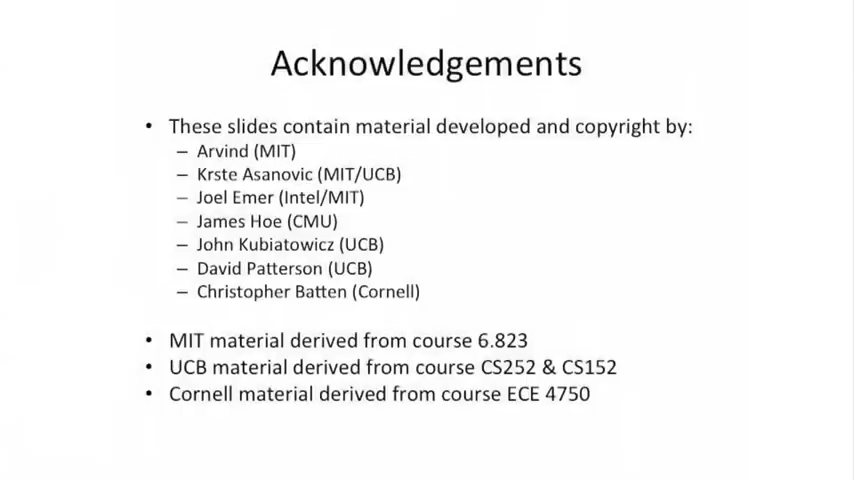 Acknowledgements
• These slides contain material developed and copyright by:
– Arvind (MIT)
– Krste Asanovic (MIT/UCB)
– Joel Emer (Intel/MIT)
– James Hoe (CMU)
– John Kubiatowicz (UCB)
– David Patterson (UCB)
– Christopher Batten (Cornell)
• MIT material derived from course 6.823
• UCB material derived from course CS252 & CS152
• Cornell material derived from course ECE 4750